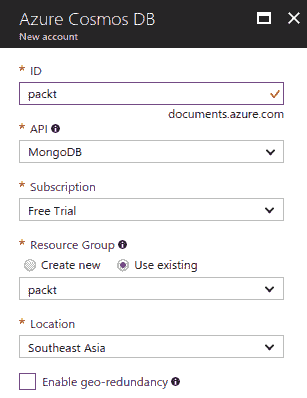 Azure Cosmos DB
New account
* ID
packt
documents.azure.com
* API
MongoDB
* Subscription
Free Trial
* Resource Group
Create new Use existing
packt
* Location
Southeast Asia
Enable geo-redundancy